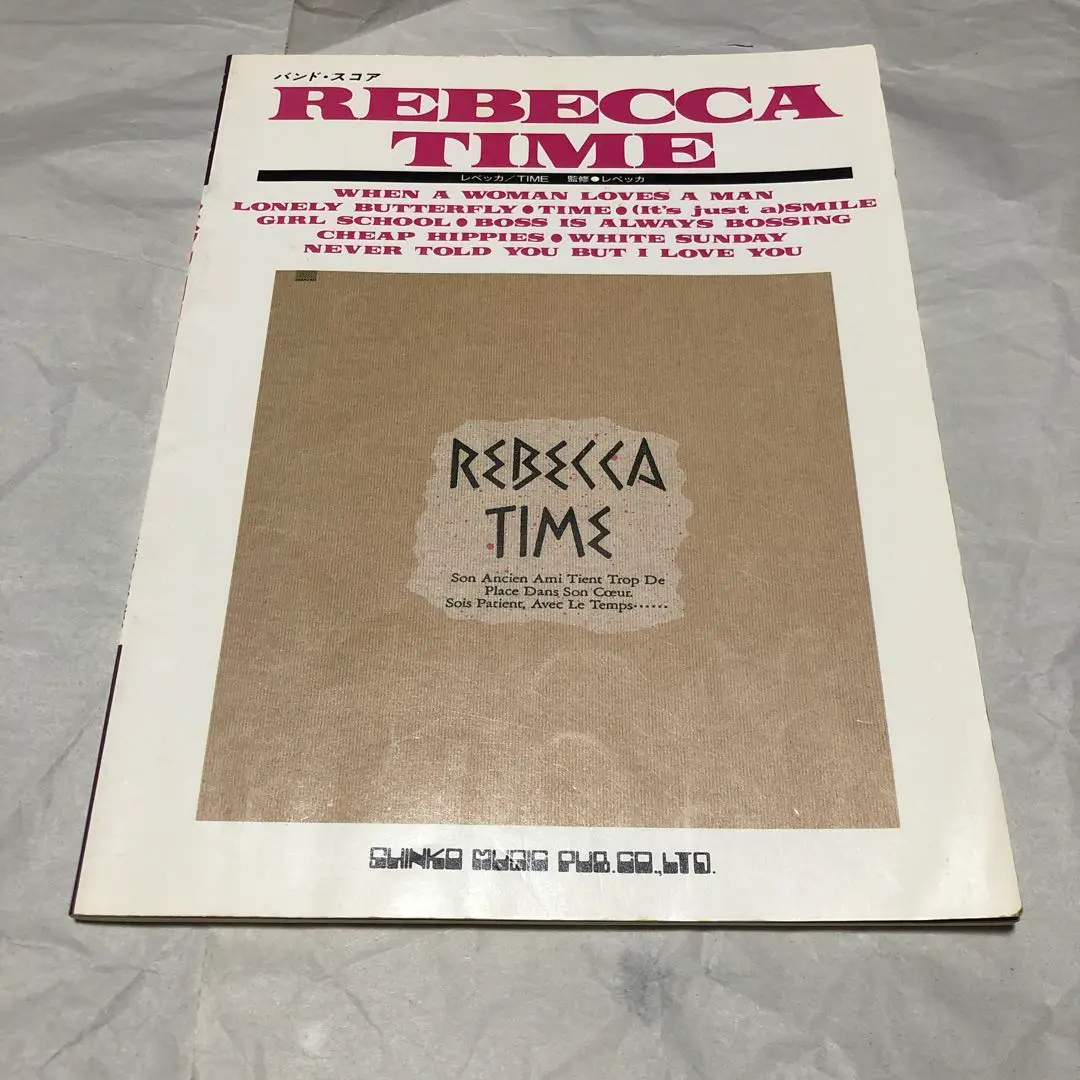 バンド・スコア
REBECCA
TIME
レベッカ/TIME 監修●レベッカ
WHEN A WOMAN LOVES A MAN
LONELY BUTTERFLY●TIME●(It's just a)SMILE
GIRL SCHOOL●BOSS IS ALWAYS BOSSING
CHEAP HIPPIES●WHITE SUNDAY
NEVER TOLD YOU BUT I LOVE YOU
REBECCA
TIME
Son Ancien Ami Tient Trop De
Place Dans Son Cœur.
Sois Patient, Avec Le Temps……
SHINKO MUSIC PUB.CO.,LTD.